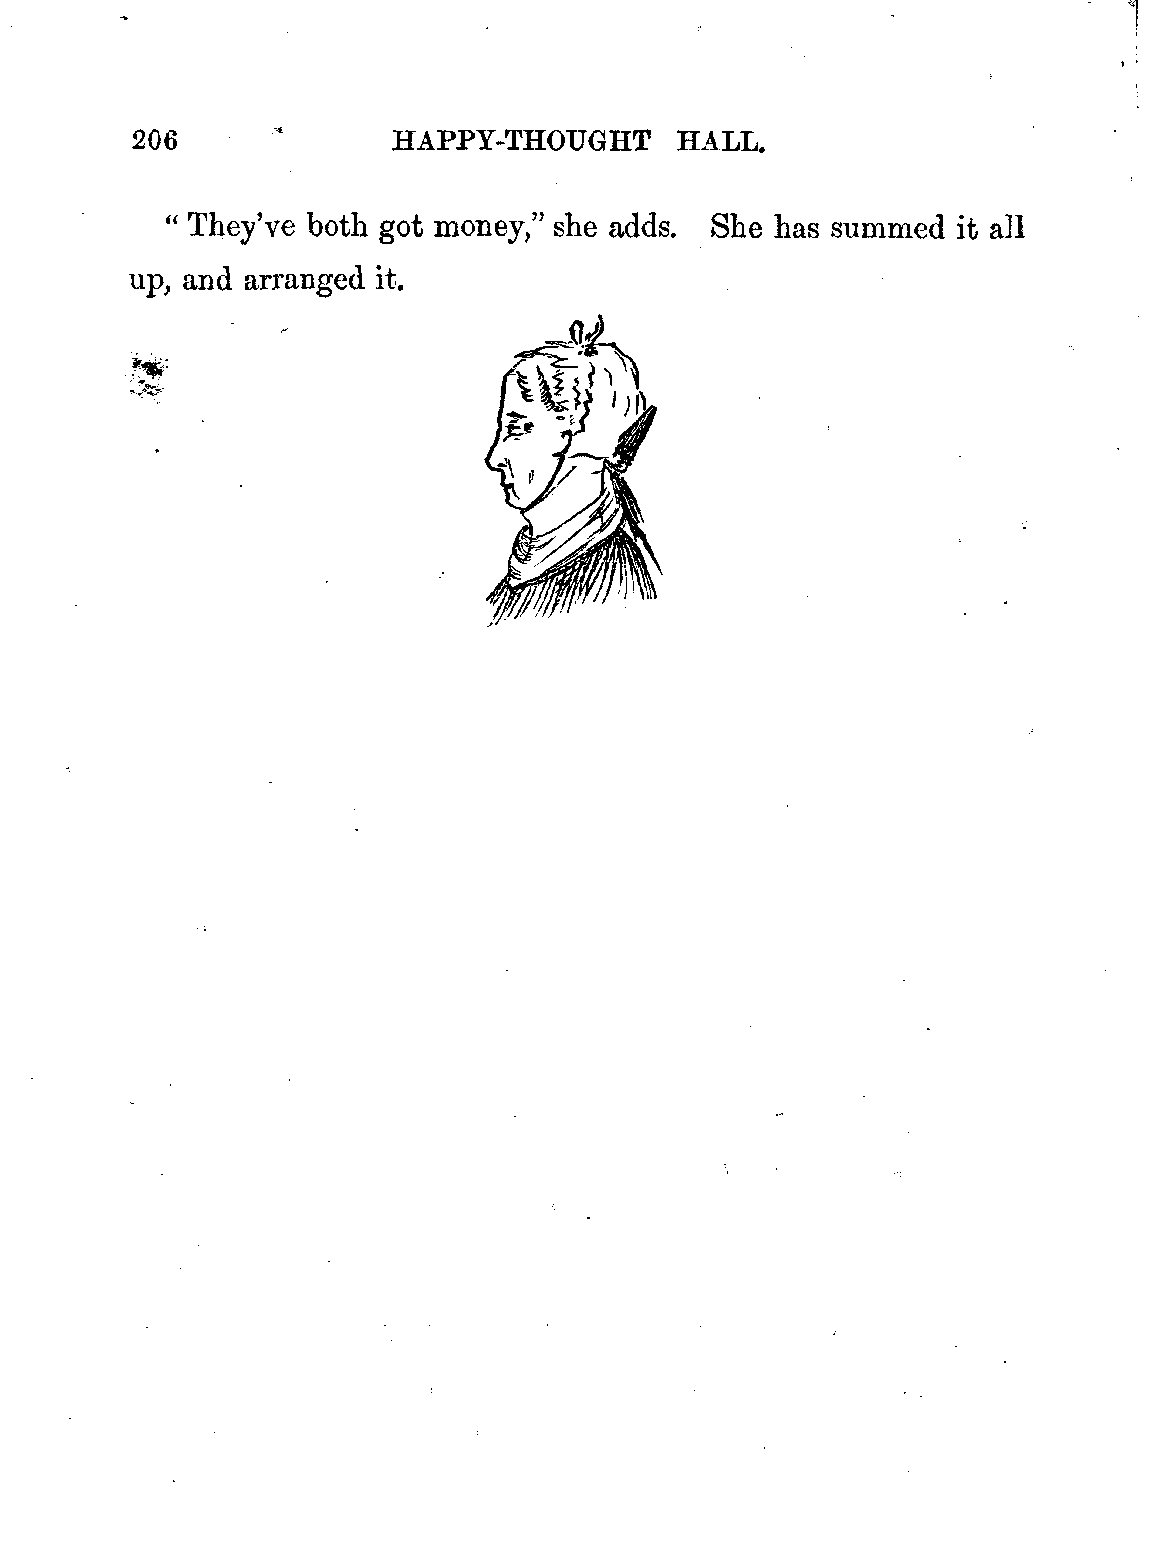 206 HAPPY-THOUGHT HALL.
“ They’ve both got money,” she adds. She has summed it all
up, and arranged it.